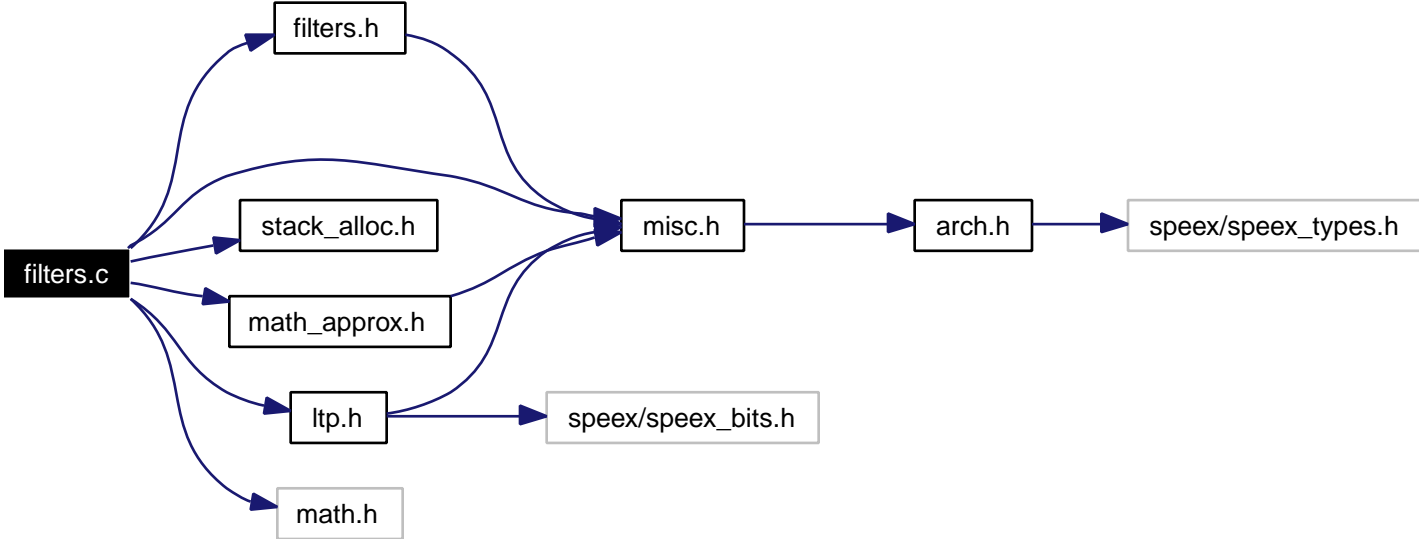 filters.h
stack_alloc.h
misc.h
arch.h
speex/speex_types.h
filters.c
math_approx.h
ltp.h
speex/speex_bits.h
math.h